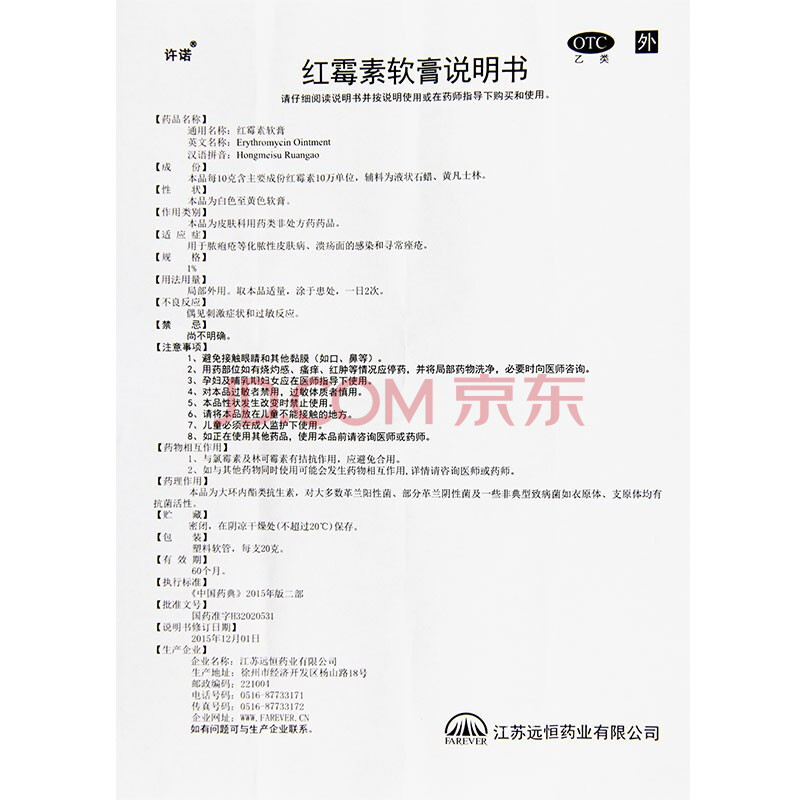 许诺®
OTC
乙类
外
红霉素软膏说明书
请仔细阅读说明书并按说明使用或在药师指导下购买和使用。
【药品名称】
通用名称：红霉素软膏
英文名称：Erythromycin Ointment
汉语拼音：Hongmeisu Ruangao
【成 份】
本品每10克含主要成份红霉素10万单位，辅料为液状石蜡、黄凡士林。
【性 状】
本品为白色至黄色软膏。
【作用类别】
本品为皮肤科用药类非处方药药品。
【适 应 症】
用于脓疱疮等化脓性皮肤病、溃疡面的感染和寻常痤疮。
【规 格】
1%
【用法用量】
局部外用。取本品适量，涂于患处，一日2次。
【不良反应】
偶见刺激症状和过敏反应。
【禁 忌】
尚不明确。
【注意事项】
1、避免接触眼睛和其他黏膜（如口、鼻等）。
2、用药部位如有烧灼感、瘙痒、红肿等情况应停药，并将局部药物洗净，必要时向医师咨询。
3、孕妇及哺乳期妇女应在医师指导下使用。
4、对本品过敏者禁用，过敏体质者慎用。
5、本品性状发生改变时禁止使用。
6、请将本品放在儿童不能接触的地方。
7、儿童必须在成人监护下使用。
8、如正在使用其他药品，使用本品前请咨询医师或药师。
JD.COM 京东
【药物相互作用】
1、与氯霉素及林可霉素有拮抗作用，应避免合用。
2、如与其他药物同时使用可能会发生药物相互作用,详情请咨询医师或药师。
【药理作用】
本品为大环内酯类抗生素，对大多数革兰阳性菌、部分革兰阴性菌及一些非典型致病菌如衣原体、支原体均有
抗菌活性。
【贮 藏】
密闭，在阴凉干燥处(不超过20℃)保存。
【包 装】
塑料软管，每支20克。
【有 效 期】
60个月。
【执行标准】
《中国药典》2015年版二部
【批准文号】
国药准字H32020531
【说明书修订日期】
2015年12月01日
【生产企业】
企业名称：江苏远恒药业有限公司
生产地址：徐州市经济开发区杨山路18号
邮政编码：221004
电话号码：0516-87733171
传真号码：0516-87733172
企业网址：WWW.FAREVER.CN
如有问题可与生产企业联系。
FAREVER
江苏远恒药业有限公司